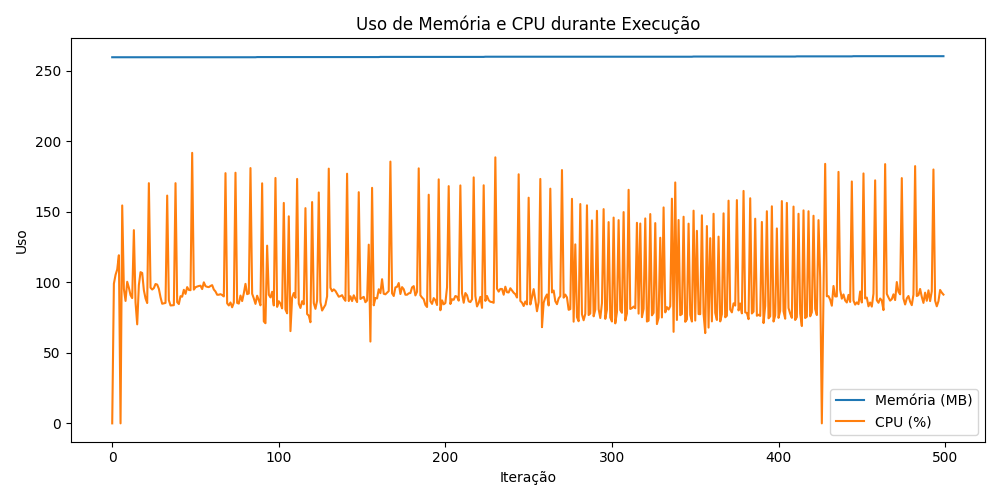 Uso de Memória e CPU durante Execução
Uso
250
200
150
100
50
0
0 100 200 300 400 500
Iteração
Memória (MB)
CPU (%)